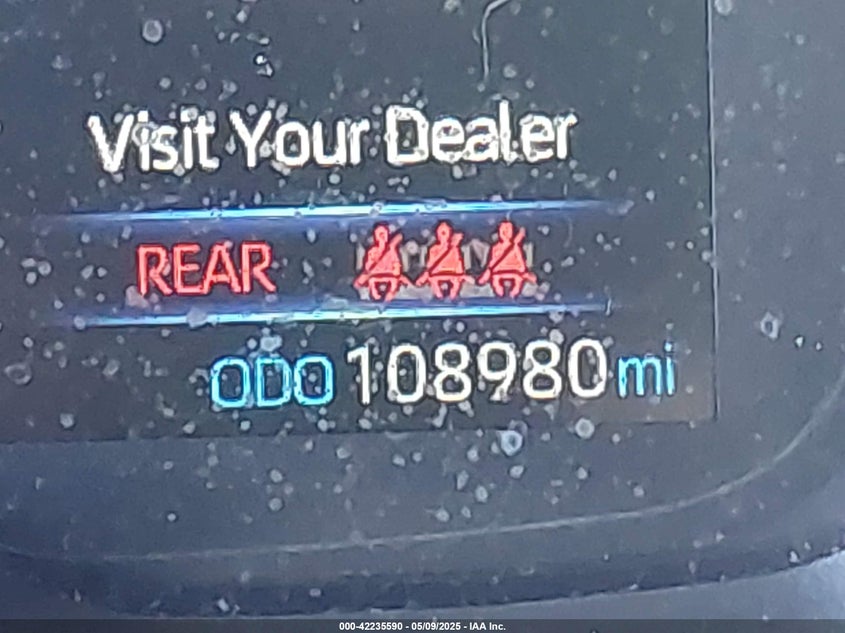 Visit Your Dealer
REAR
ODO 108980 mi
000-42235590 - 05/09/2025 - IAA Inc.